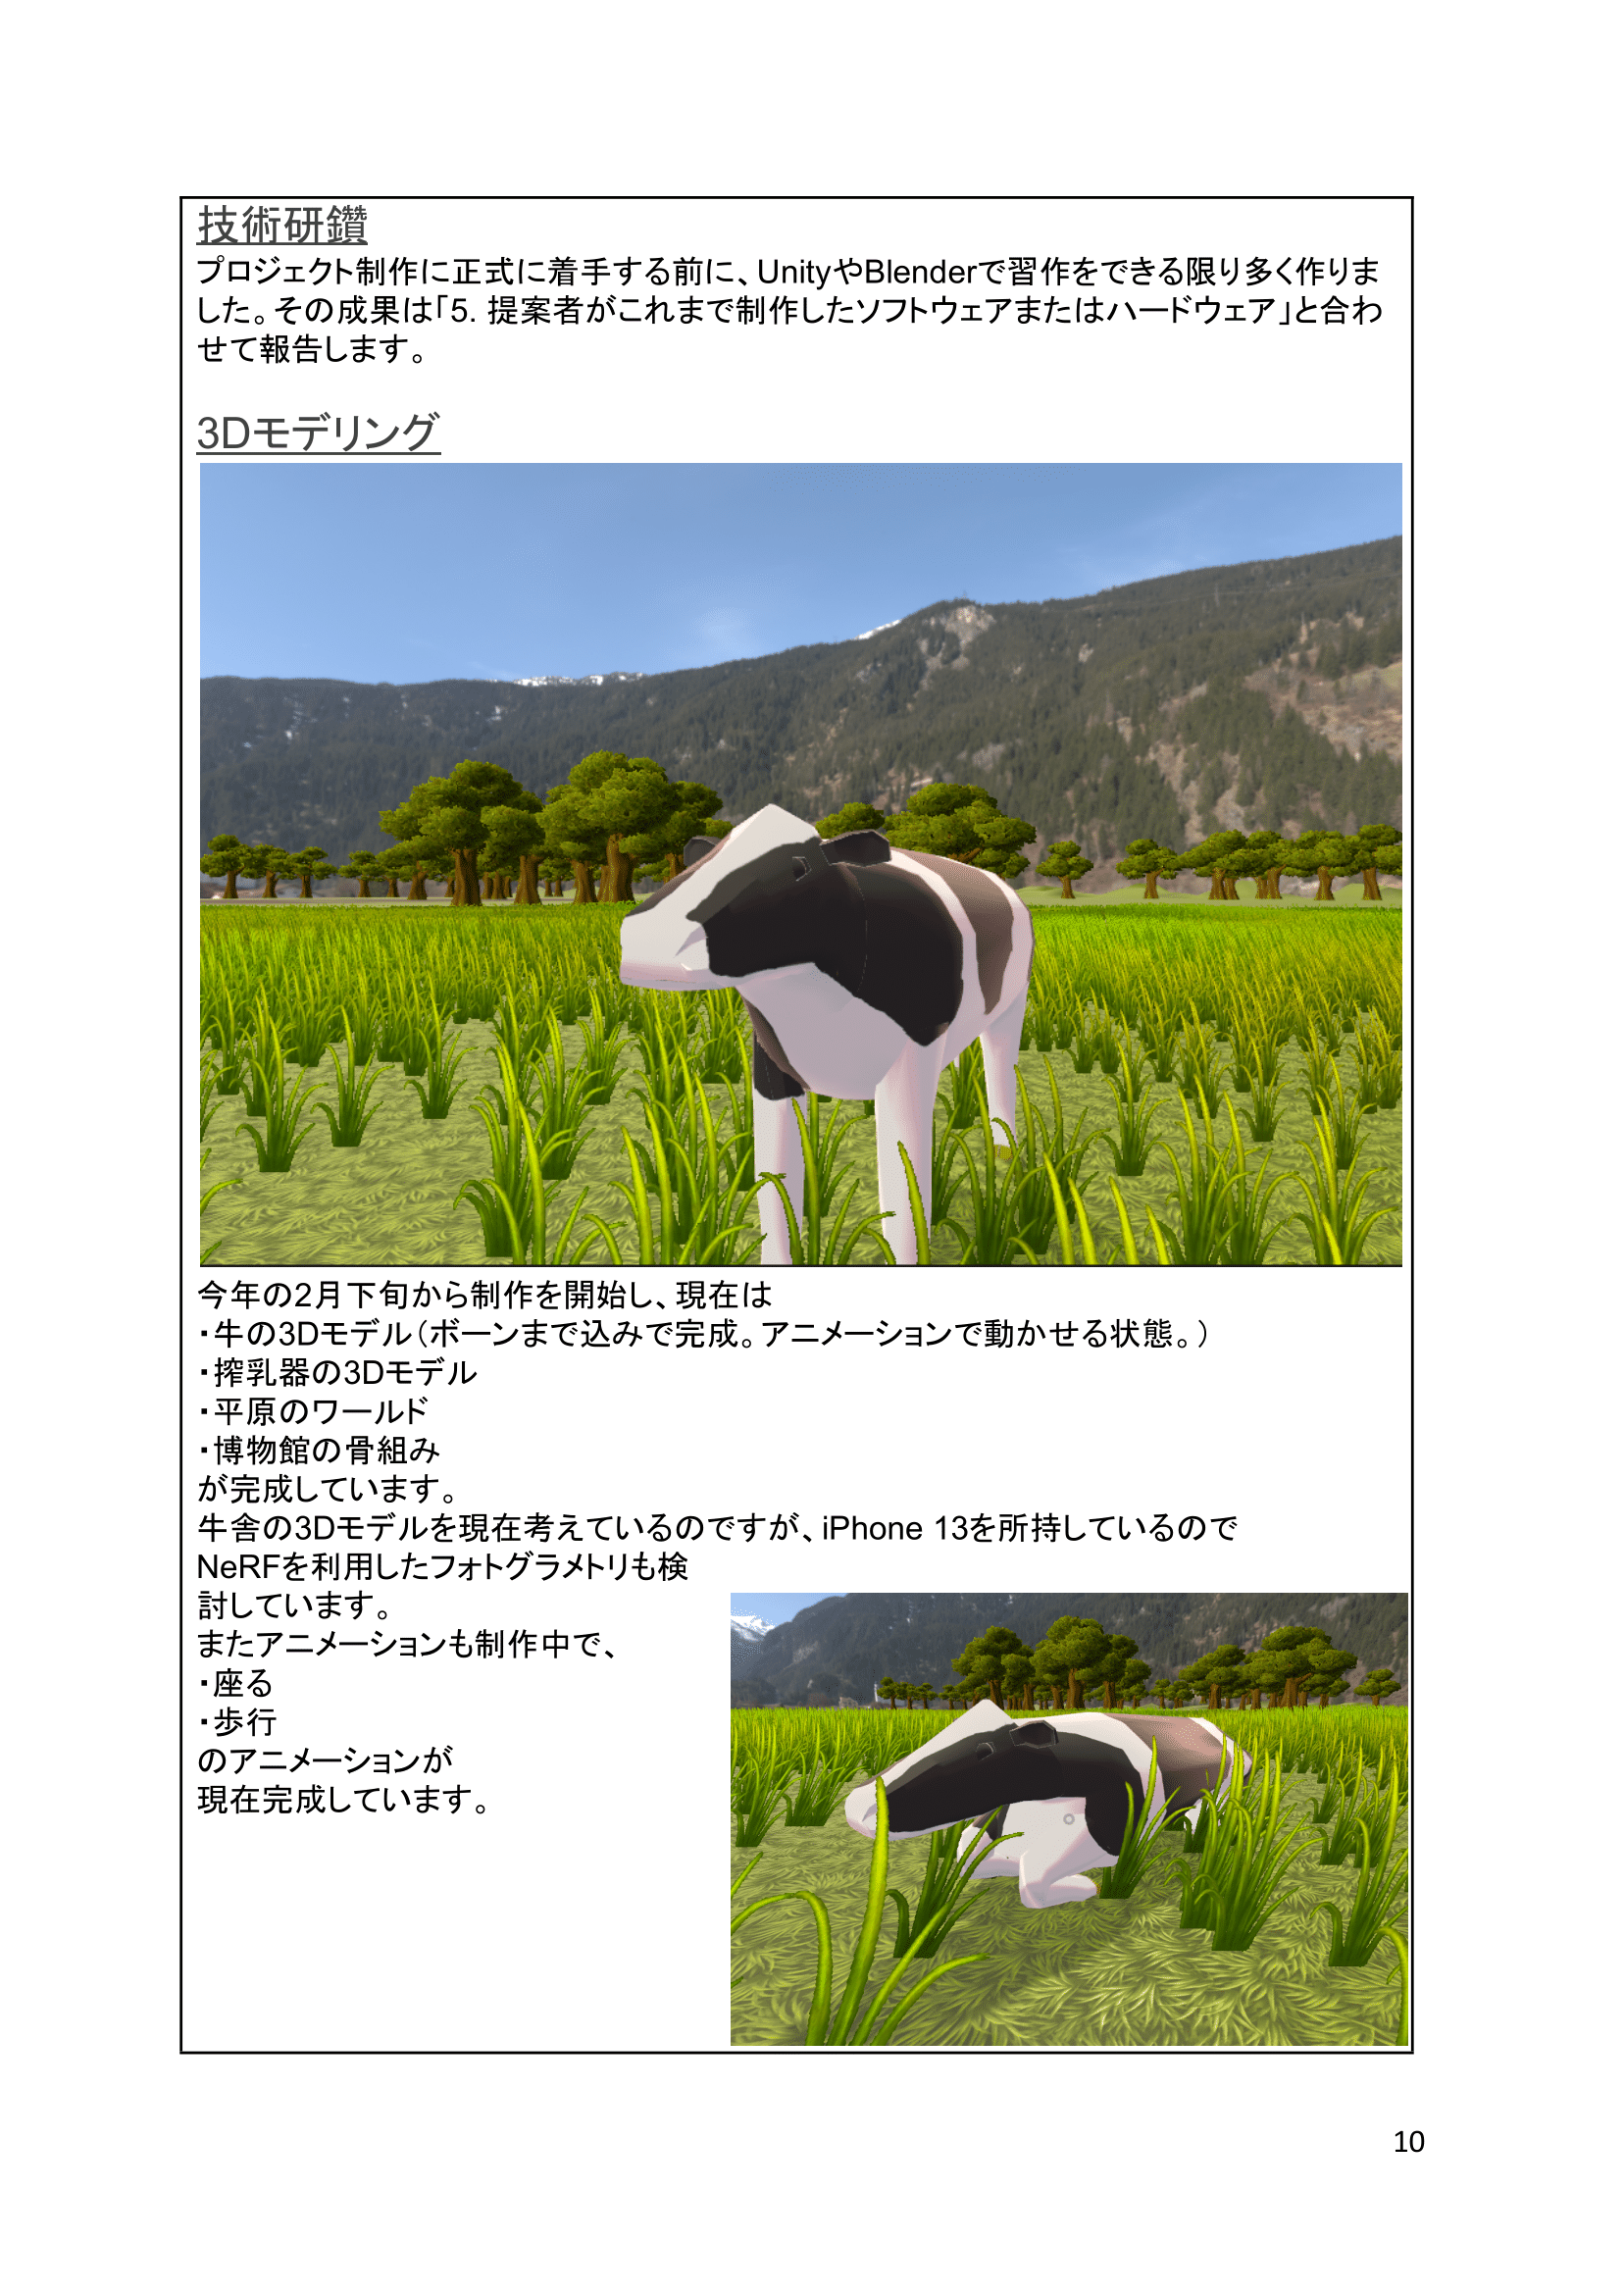 技術研鑽
プロジェクト制作に正式に着手する前に、UnityやBlenderで習作をできる限り多く作りま
した。その成果は「5. 提案者がこれまで制作したソフトウェアまたはハードウェア」と合わ
せて報告します。
3Dモデリング
今年の2月下旬から制作を開始し、現在は
・牛の3Dモデル（ボーンまで込みで完成。アニメーションで動かせる状態。）
・搾乳器の3Dモデル
・平原のワールド
・博物館の骨組み
が完成しています。
牛舎の3Dモデルを現在考えているのですが、iPhone 13を所持しているので
NeRFを利用したフォトグラメトリも検
討しています。
またアニメーションも制作中で、
・座る
・歩行
のアニメーションが
現在完成しています。
10